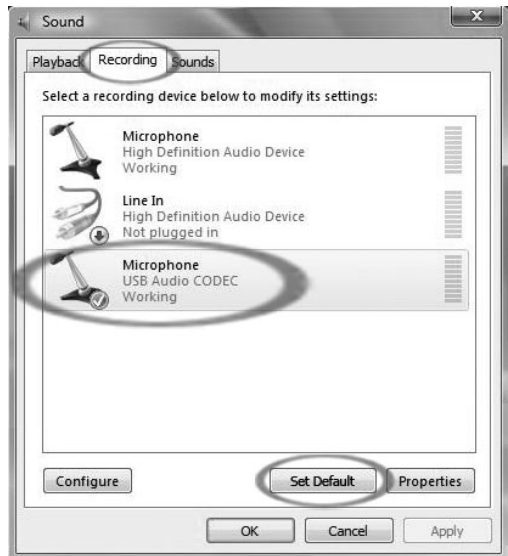 Sound
Playback Recording Sounds
Select a recording device below to modify its settings:
Microphone
High Definition Audio Device
Working
Line In
High Definition Audio Device
Not plugged in
Microphone
USB Audio CODEC
Working
Configure Set Default Properties
OK Cancel Apply